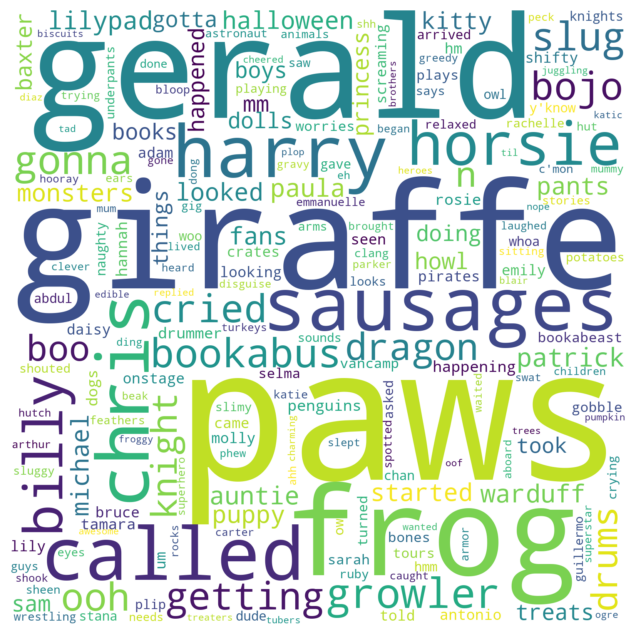 lilypad gotta halloween kitty hm peck knights
baxter shh astronaut animals arrived greedy owl slug
gerald
biscuits done cheered saw shifty
underpants boys playing screaming brothers plays says juggling
diaz trying bloop mm princess bojo
happened dolls y'know
tad books worries began relaxed rachelle hut katic
gonna adam gone harry horsie
hooray plop gravy gave eh til c'mon mummy
monsters ears dong looked paula emmanuelle n heroes pants
mum things gig arms brought rosie nope stories
naughty hannah woo fans seen doing laughed whoa sitting
clever lived crates clang parker howl emily potatoes
giraffe
abdul edible heard looking disguise looks pirates blair
replied cried sausages
daisy ding drummer turkeys
shouted boo chris bookabus sounds dragon vancamp bookabeast
dogs onstage selma happening patrick
hutch beak slimy katie swat children
billy michael feathers knight came penguins waited gobble pumpkin
arthur froggy superhero molly slept spotted asked took trees
sluggy phew ahh charming oof aboard
paws
bruce auntie chan started warduff crying
tamara puppy ow turned hmm frog drums
lily eyes awesome um rocks carter bones wanted armor guillermo superstar
guys called sarah tours caught
shook sheen ruby growler
sam ooh plip getting treats
wrestling stana needs dude tubers told antonio ogre
treaters